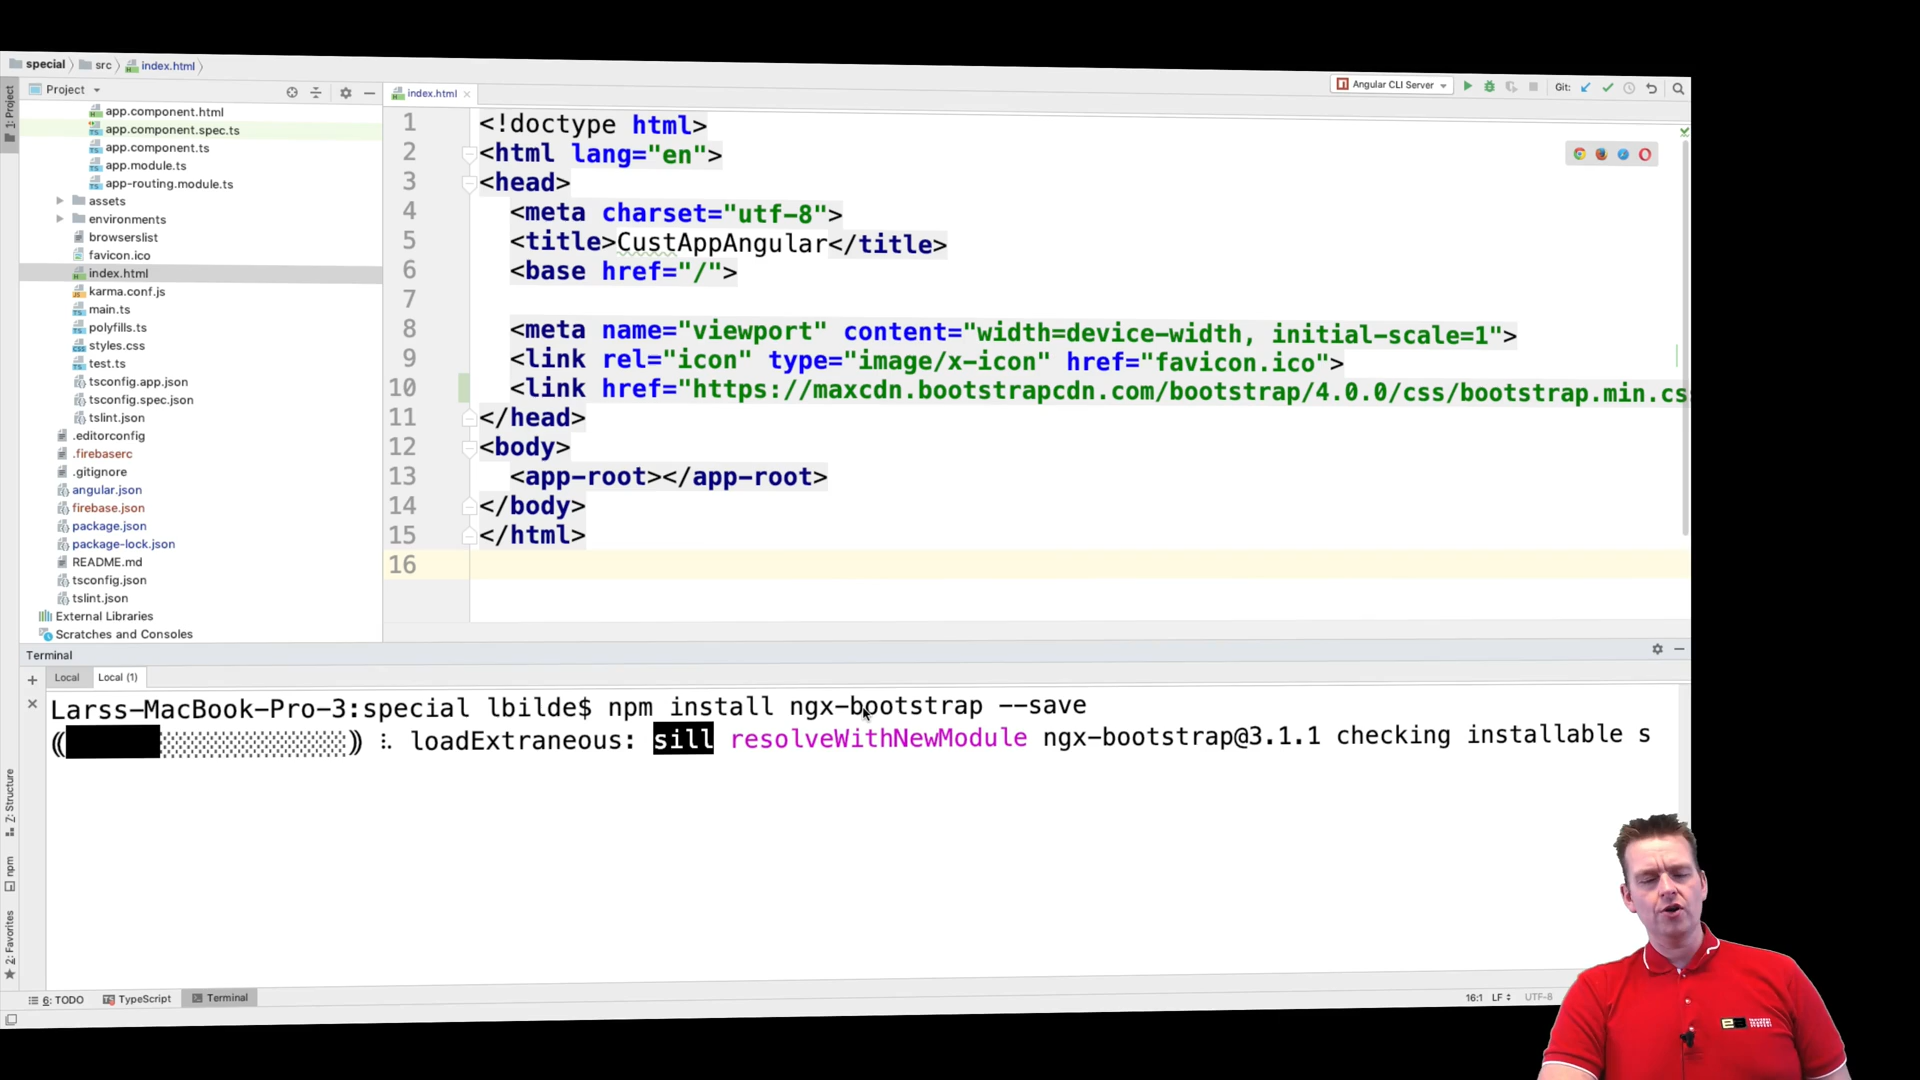 special src index.html
Project
index.html
Angular CLI Server
Git:
1: Project
app.component.html
app.component.spec.ts
app.component.ts
app.module.ts
app-routing.module.ts
assets
environments
browserslist
favicon.ico
index.html
karma.conf.js
main.ts
polyfills.ts
styles.css
test.ts
tsconfig.app.json
tsconfig.spec.json
tslint.json
.editorconfig
.firebaserc
.gitignore
angular.json
firebase.json
package.json
package-lock.json
README.md
tsconfig.json
tslint.json
External Libraries
Scratches and Consoles
1 <!doctype html>
2 <html lang="en">
3 <head>
4 <meta charset="utf-8">
5 <title>CustAppAngular</title>
6 <base href="/">
7
8 <meta name="viewport" content="width=device-width, initial-scale=1">
9 <link rel="icon" type="image/x-icon" href="favicon.ico">
10 <link href="https://maxcdn.bootstrapcdn.com/bootstrap/4.0.0/css/bootstrap.min.cs
11 </head>
12 <body>
13 <app-root></app-root>
14 </body>
15 </html>
16
Terminal
Local Local (1)
Larss-MacBook-Pro-3:special lbilde$ npm install ngx-bootstrap --save
loadExtraneous: sill resolveWithNewModule ngx-bootstrap@3.1.1 checking installable s
Z: Structure
npm
2: Favorites
6: TODO TypeScript Terminal
16:1 LF UTF-8